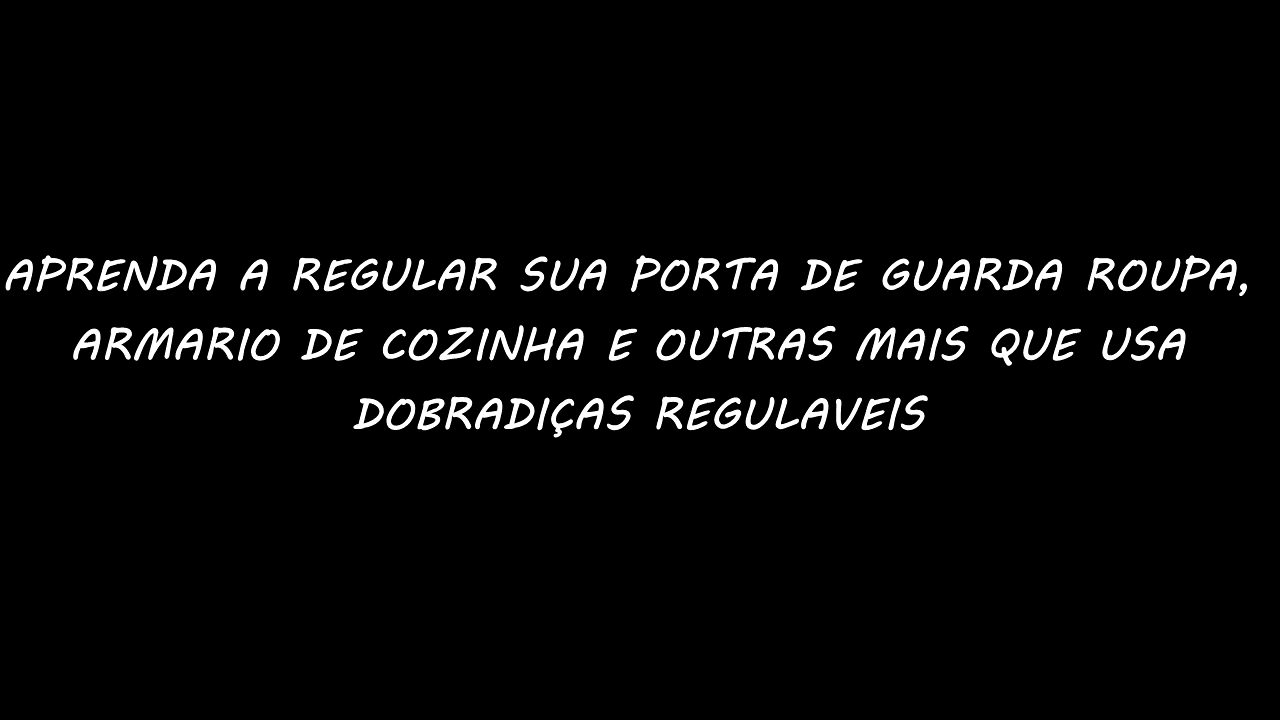 APRENDA A REGULAR SUA PORTA DE GUARDA ROUPA,
ARMARIO DE COZINHA E OUTRAS MAIS QUE USA
DOBRADIÇAS REGULAVEIS